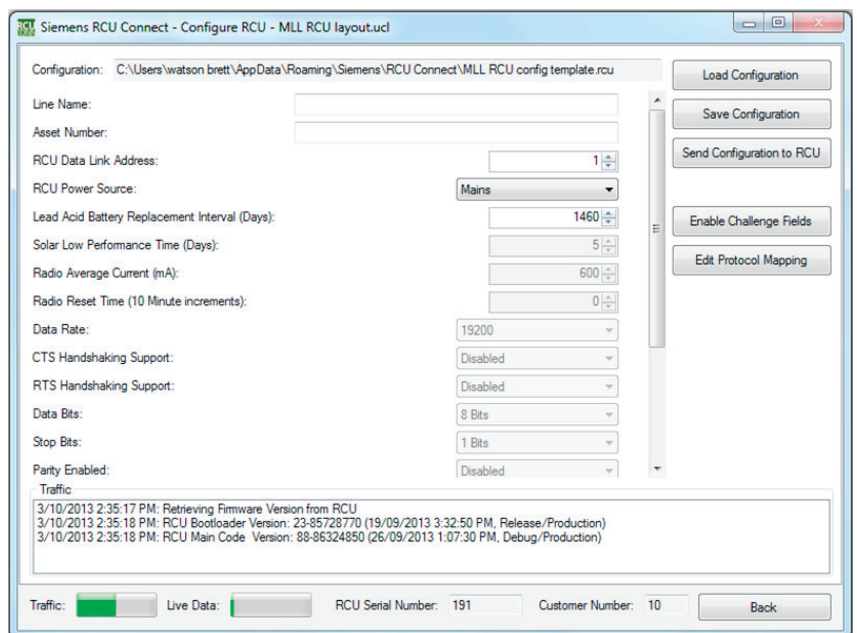 RCU Siemens RCU Connect - Configure RCU - MLL RCU layout.ucl
Configuration: C:\Users\watson brett\AppData\Roaming\Siemens\RCU Connect\MLL RCU config template.rcu
Load Configuration
Line Name:
Save Configuration
Asset Number:
RCU Data Link Address: 1
Send Configuration to RCU
RCU Power Source: Mains
Lead Acid Battery Replacement Interval (Days): 1460
Enable Challenge Fields
Solar Low Performance Time (Days): 5
Edit Protocol Mapping
Radio Average Current (mA): 600
Radio Reset Time (10 Minute increments): 0
Data Rate: 19200
CTS Handshaking Support: Disabled
RTS Handshaking Support: Disabled
Data Bits: 8 Bits
Stop Bits: 1 Bits
Parity Enabled: Disabled
Traffic
3/10/2013 2:35:17 PM: Retrieving Firmware Version from RCU
3/10/2013 2:35:18 PM: RCU Bootloader Version: 23-85728770 (19/09/2013 3:32:50 PM, Release/Production)
3/10/2013 2:35:18 PM: RCU Main Code Version: 88-86324850 (26/09/2013 1:07:30 PM, Debug/Production)
Traffic: Live Data: RCU Serial Number: 191 Customer Number: 10 Back